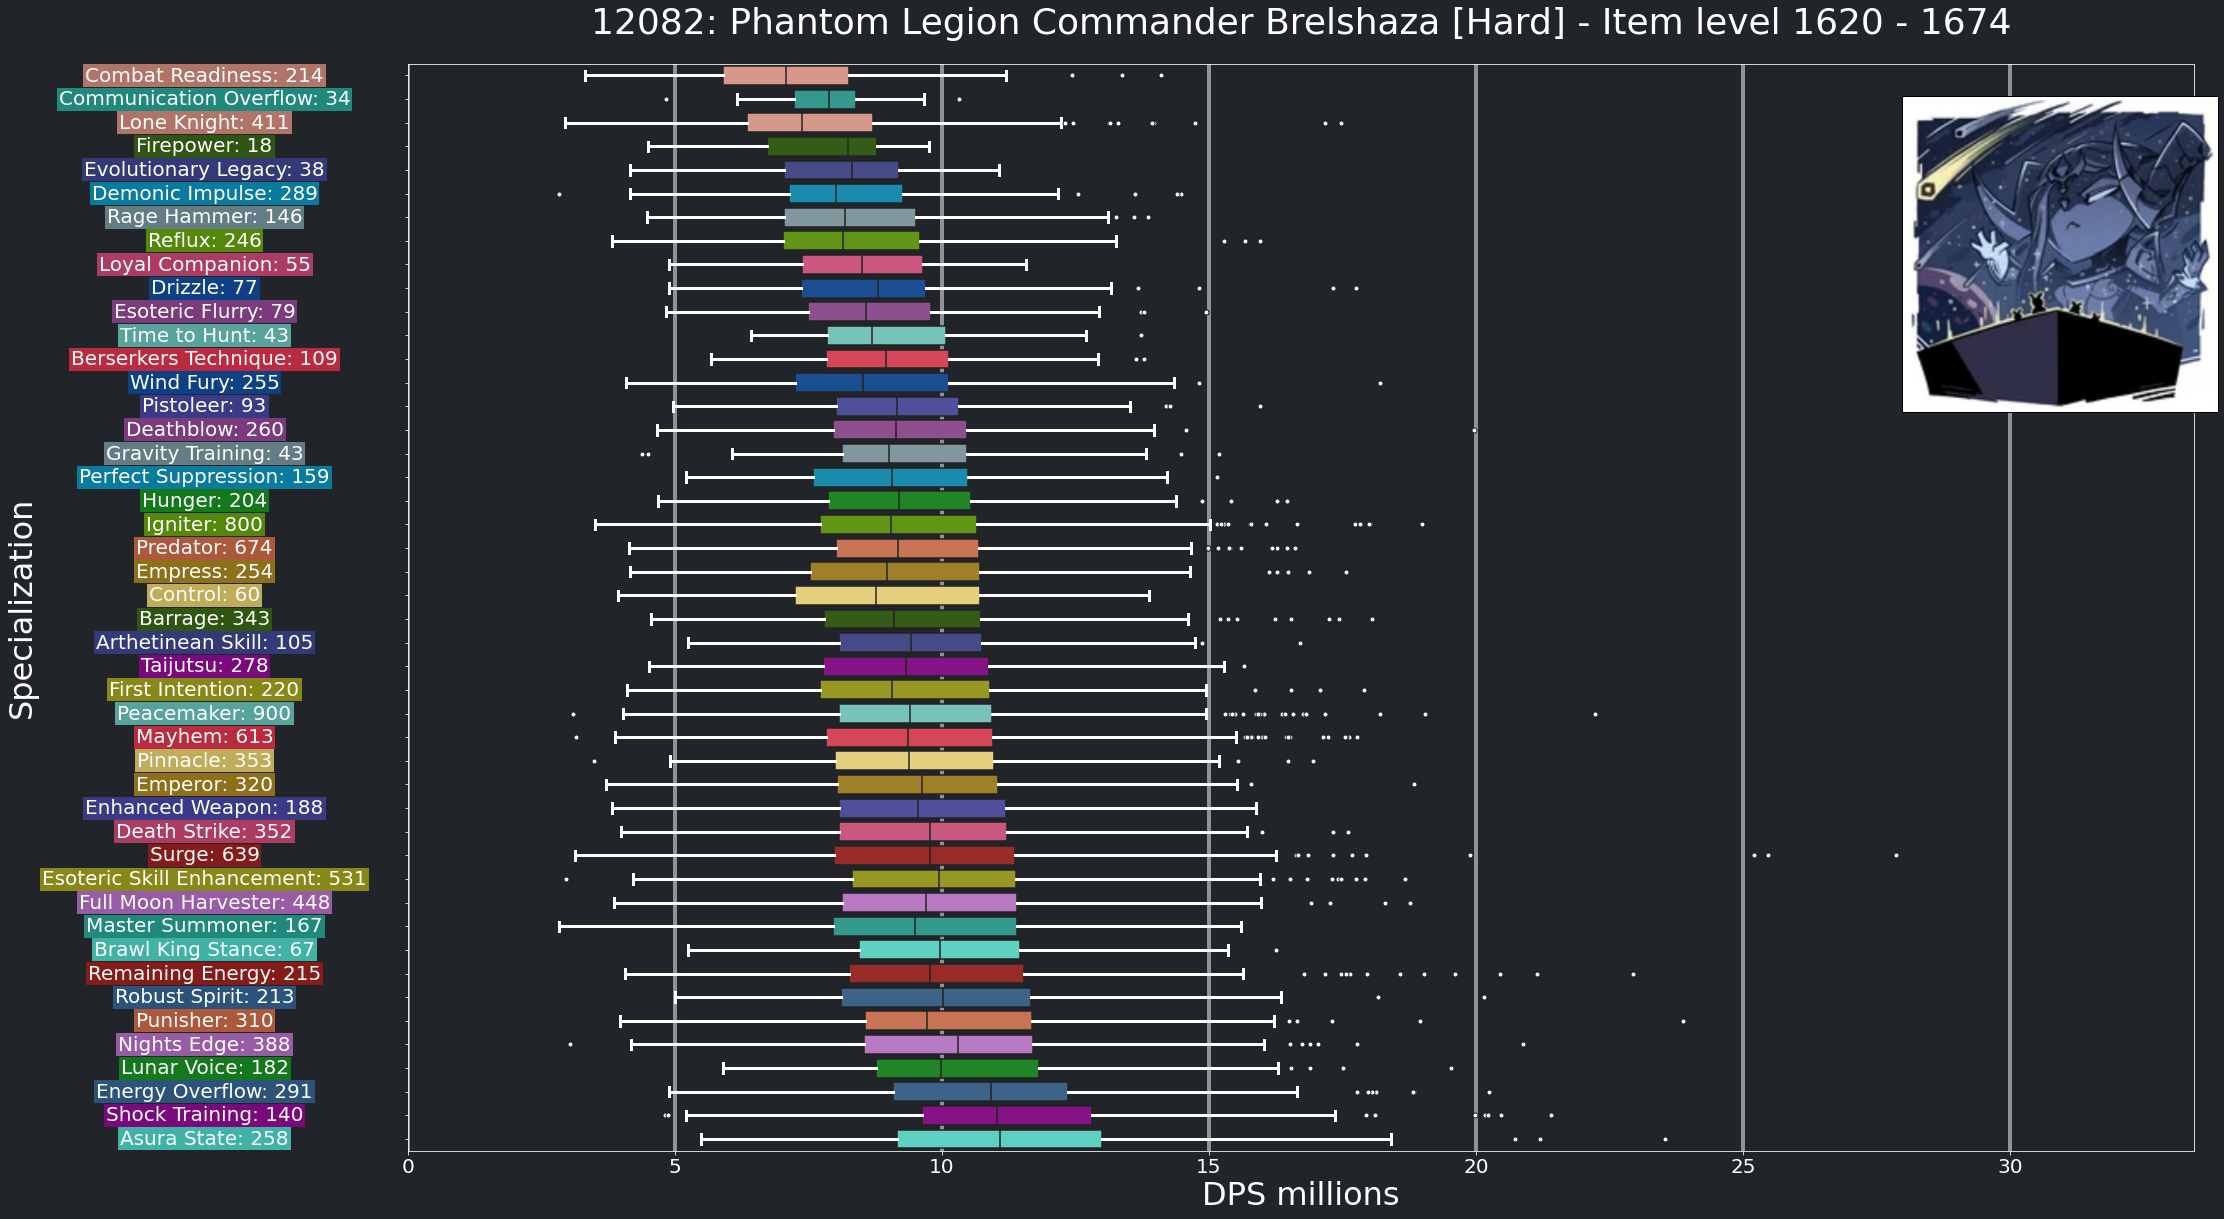 12082: Phantom Legion Commander Brelshaza [Hard] - Item level 1620 - 1674
Specialization
Combat Readiness: 214
Communication Overflow: 34
Lone Knight: 411
Firepower: 18
Evolutionary Legacy: 38
Demonic Impulse: 289
Rage Hammer: 146
Reflux: 246
Loyal Companion: 55
Drizzle: 77
Esoteric Flurry: 79
Time to Hunt: 43
Berserkers Technique: 109
Wind Fury: 255
Pistoleer: 93
Deathblow: 260
Gravity Training: 43
Perfect Suppression: 159
Hunger: 204
Igniter: 800
Predator: 674
Empress: 254
Control: 60
Barrage: 343
Arthetinean Skill: 105
Taijutsu: 278
First Intention: 220
Peacemaker: 900
Mayhem: 613
Pinnacle: 353
Emperor: 320
Enhanced Weapon: 188
Death Strike: 352
Surge: 639
Esoteric Skill Enhancement: 531
Full Moon Harvester: 448
Master Summoner: 167
Brawl King Stance: 67
Remaining Energy: 215
Robust Spirit: 213
Punisher: 310
Nights Edge: 388
Lunar Voice: 182
Energy Overflow: 291
Shock Training: 140
Asura State: 258
0 5 10 15 20 25 30
DPS millions